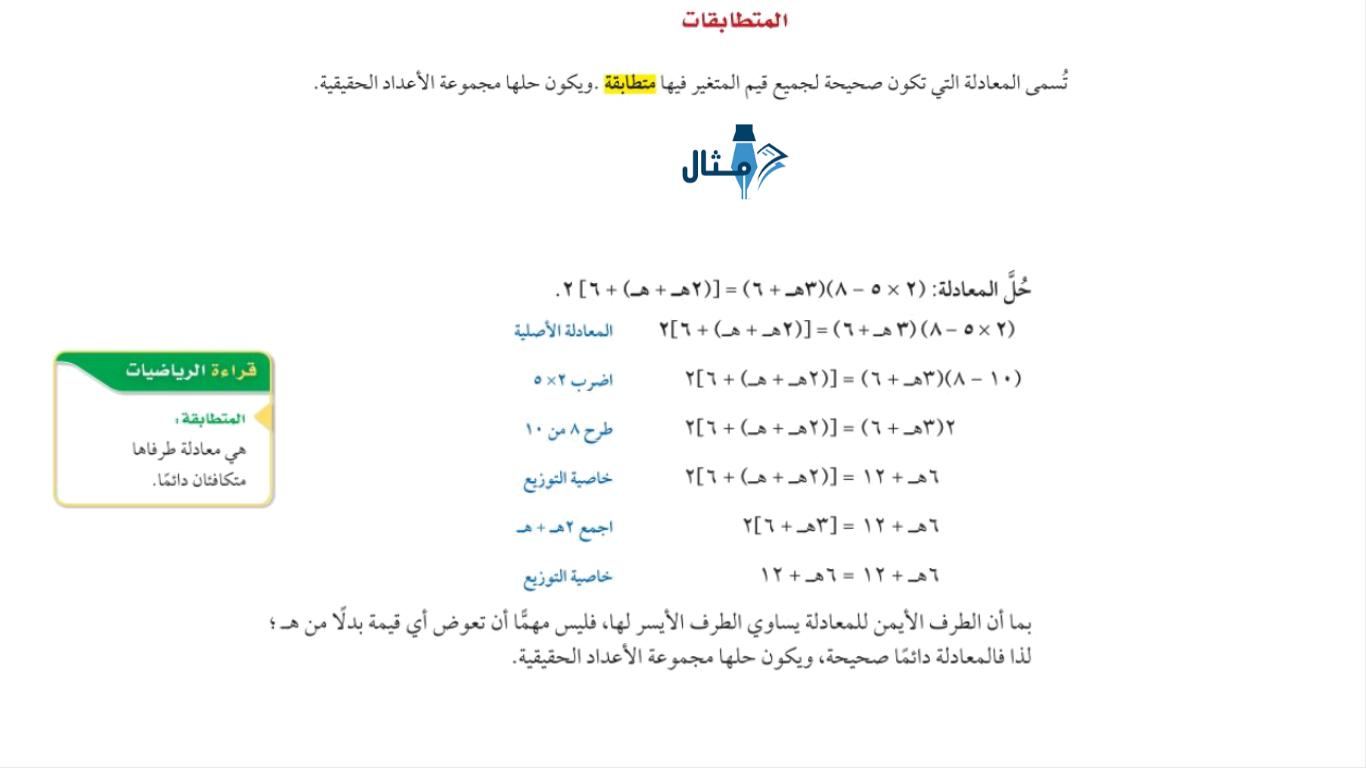 المتطابقات
تُسمى المعادلة التي تكون صحيحة لجميع قيم المتغير فيها متطابقة .ويكون حلها مجموعة الأعداد الحقيقية.
مثال
حُلَّ المعادلة: (٢ × ٥ – ٨)(٣هـ + ٦) = [(٢هـ + هـ) + ٦] ٢.
(٢ × ٥ – ٨)(٣ هـ + ٦) = [(٢هـ + هـ) + ٦]٢ المعادلة الأصلية
(١٠ – ٨)(٣هـ + ٦) = [(٢هـ + هـ) + ٦]٢ اضرب ٢× ٥
٢(٣هـ + ٦) = [(٢هـ + هـ) + ٦]٢ طرح ٨ من ١٠
٦هـ + ١٢ = [(٢هـ + هـ) + ٦]٢ خاصية التوزيع
٦هـ + ١٢ = [٣هـ + ٦]٢ اجمع ٢هـ + هـ
٦هـ + ١٢ = ٦هـ + ١٢ خاصية التوزيع
بما أن الطرف الأيمن للمعادلة يساوي الطرف الأيسر لها، فليس مهمًّا أن تعوض أي قيمة بدلًا من هـ ؛
لذا فالمعادلة دائمًا صحيحة، ويكون حلها مجموعة الأعداد الحقيقية.
قراءة الرياضيات
المتطابقة:
هي معادلة طرفاها
متكافئان دائمًا.